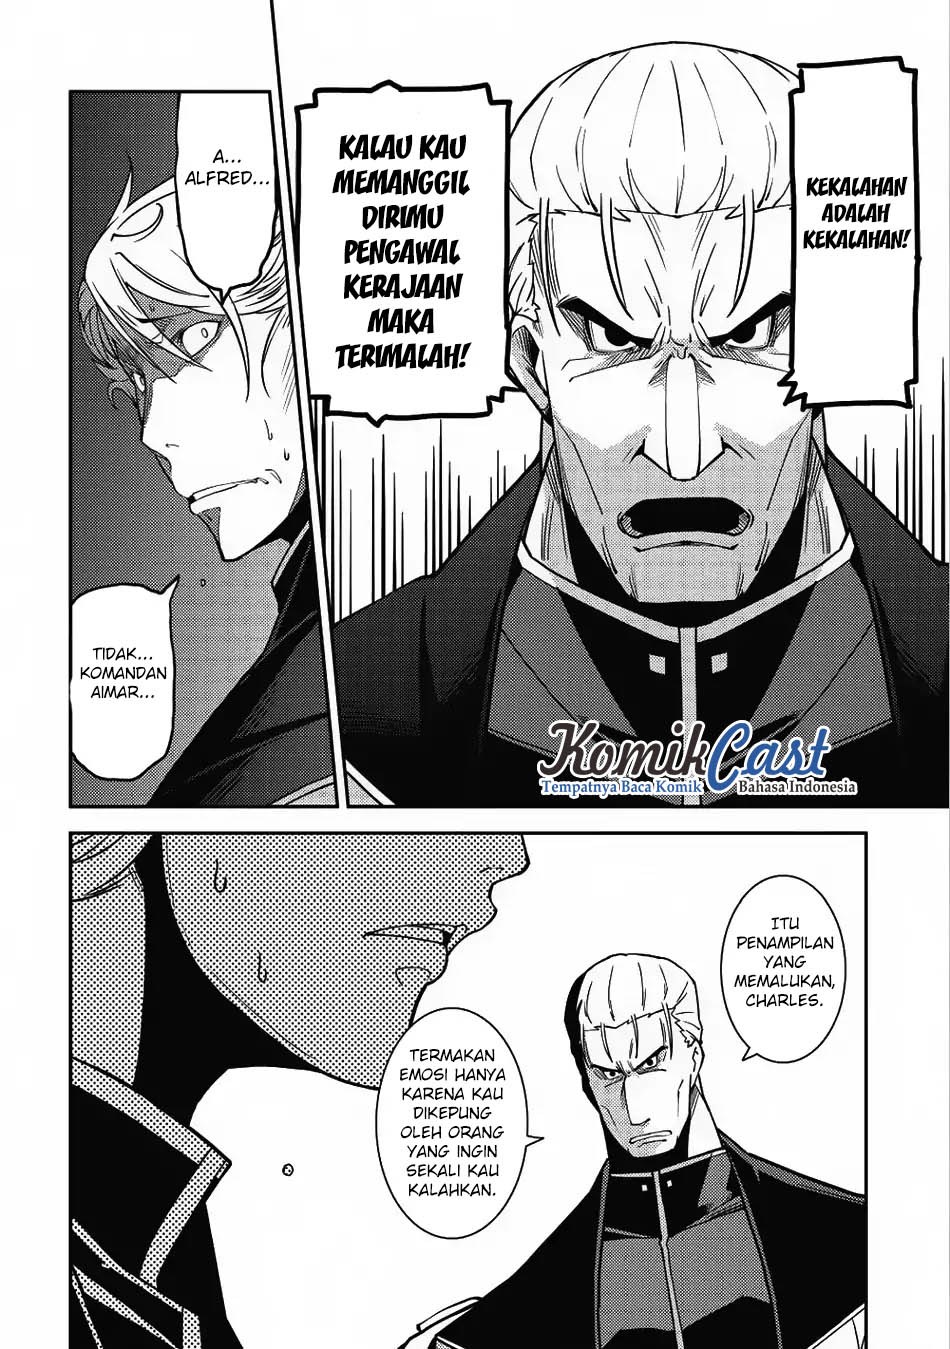 KEKALAHAN
ADALAH
KEKALAHAN!
KALAU KAU
MEMANGGIL
DIRIMU
PENGAWAL
KERAJAAN
MAKA
TERIMALAH!
A...
ALFRED...
TIDAK...
KOMANDAN
AIMAR...
KomikCast
Tempatnya Baca Komik Bahasa Indonesia
ITU
PENAMPILAN
YANG
MEMALUKAN,
CHARLES.
TERMAKAN
EMOSI HANYA
KARENA KAU
DIKEPUNG
OLEH ORANG
YANG INGIN
SEKALI KAU
KALAHKAN.